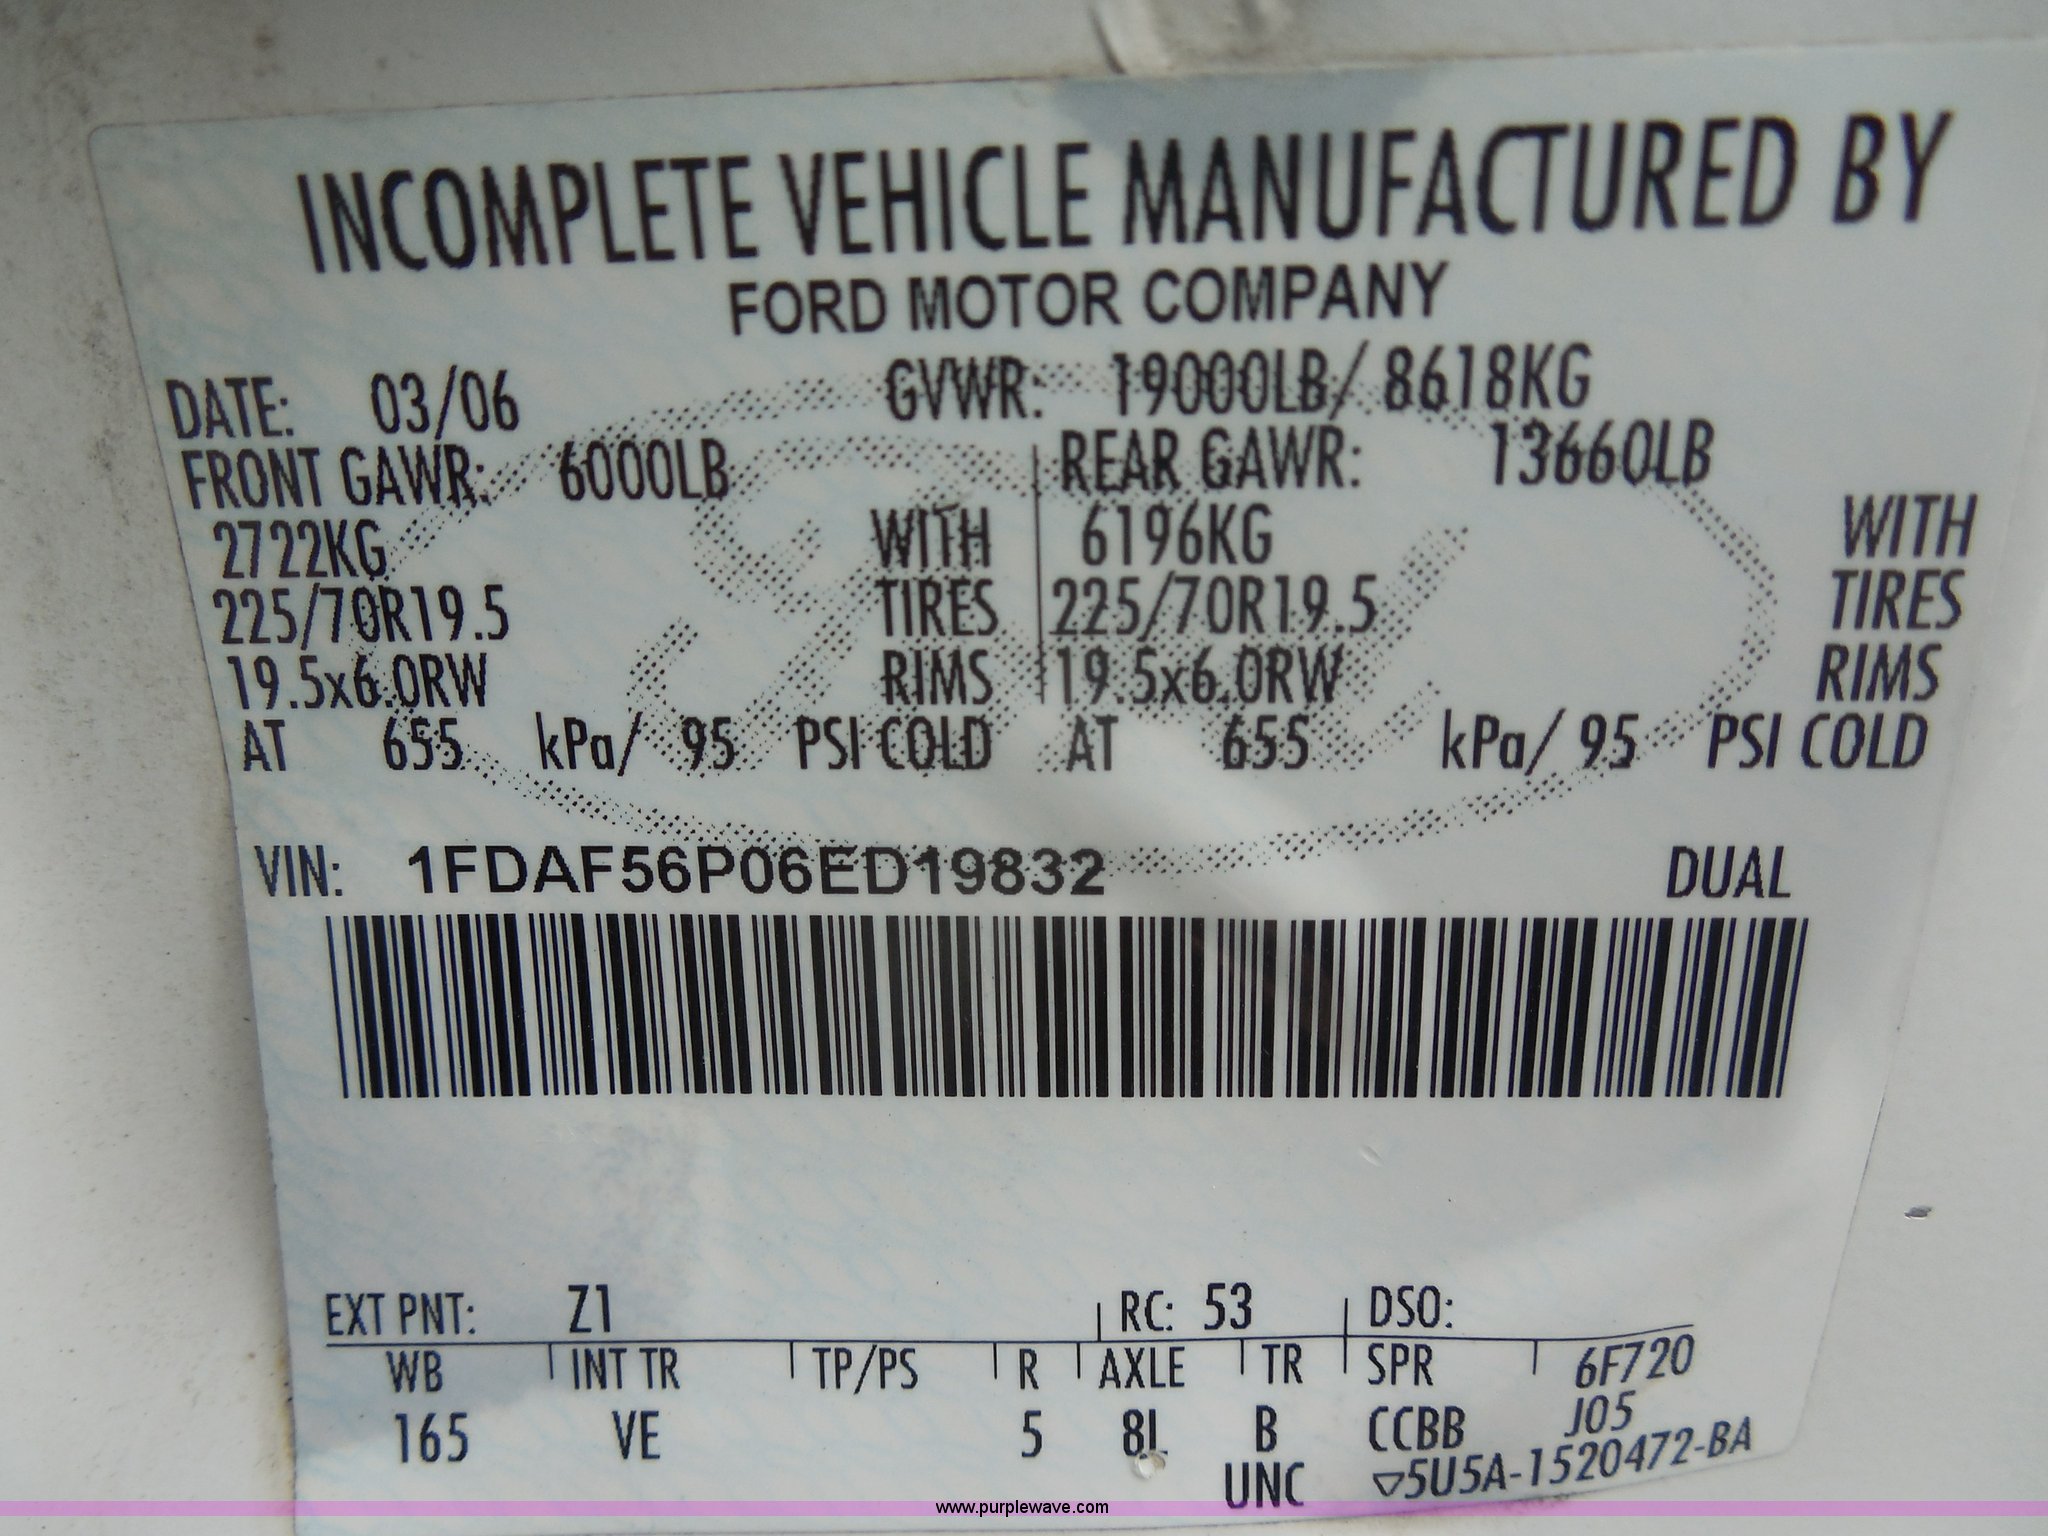 INCOMPLETE VEHICLE MANUFACTURED BY
FORD MOTOR COMPANY
DATE: 03/06 GVWR: 19000LB/ 8618KG
FRONT GAWR: 6000LB REAR GAWR: 13660LB
2722KG WITH 6196KG WITH
225/70R19.5 TIRES 225/70R19.5 TIRES
19.5x6.0RW RIMS 19.5x6.0RW RIMS
AT 655 kPa/ 95 PSI COLD AT 655 kPa/ 95 PSI COLD
VIN: 1FDAF56P06ED19832 DUAL
EXT PNT: Z1 RC: 53 DSO:
WB INT TR TP/PS R AXLE TR SPR 6F720
165 VE 5 8L B CCBB J05
UNC ▽5U5A-1520472-BA
www.purplewave.com